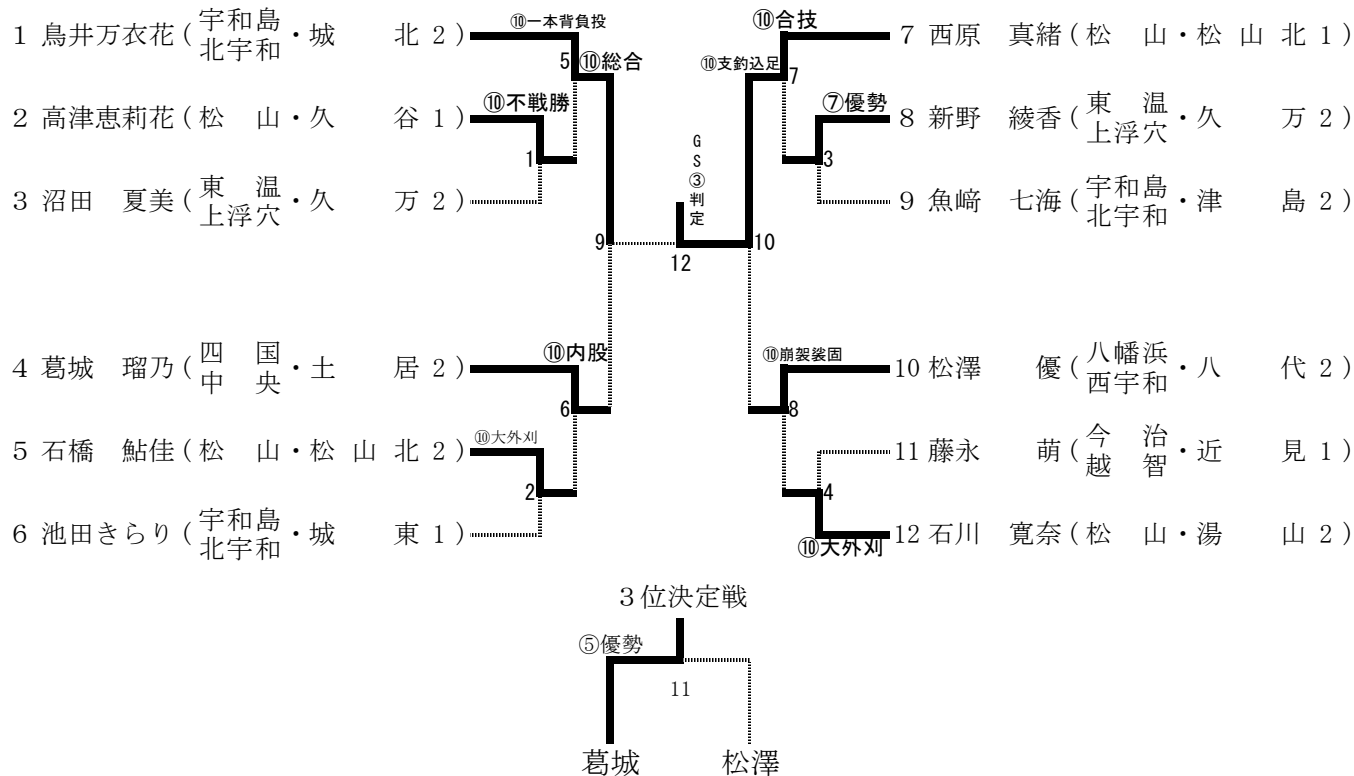 1 鳥井万衣花(宇和島北宇和・城　北 2)
2 高津恵莉花(松　山・久　谷 1)
3 沼田　夏美(東　温上浮穴・久　万 2)
4 葛城　瑠乃(四　国中　央・土　居 2)
5 石橋　鮎佳(松　山・松 山 北 2)
6 池田きらり(宇和島北宇和・城　東 1)
⑩一本背負投
5
⑩総合
⑩不戦勝
1
9
⑩内股
6
⑩大外刈
2
GS③判定
12
⑩合技
⑩支釣込足
7
⑦優勢
3
10
⑩崩袈裟固
8
4
⑩大外刈
7 西原　真緒(松　山・松 山 北 1)
8 新野　綾香(東　温上浮穴・久　万 2)
9 魚﨑　七海(宇和島北宇和・津　島 2)
10 松澤　優(八幡浜西宇和・八　代 2)
11 藤永　萌(今　治越　智・近　見 1)
12 石川　寛奈(松　山・湯　山 2)
３位決定戦
⑤優勢
11
葛城　松澤